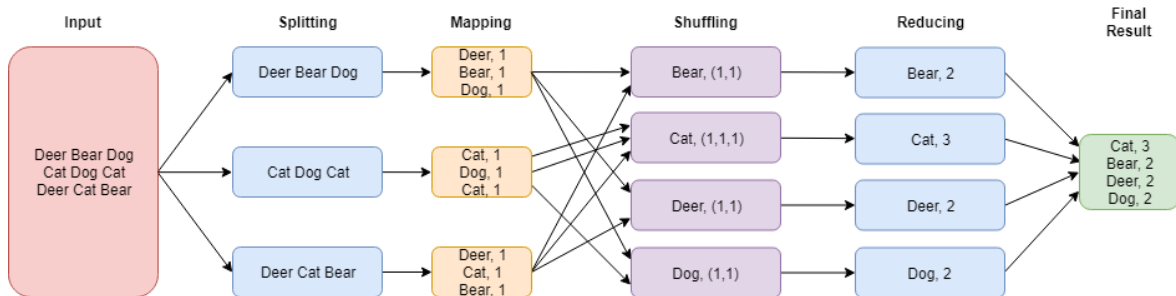 Input
Splitting
Mapping
Shuffling
Reducing
Final
Result
Deer Bear Dog
Cat Dog Cat
Deer Cat Bear
Deer Bear Dog
Cat Dog Cat
Deer Cat Bear
Deer, 1
Bear, 1
Dog, 1
Cat, 1
Dog, 1
Cat, 1
Deer, 1
Cat, 1
Bear, 1
Bear, (1,1)
Cat, (1,1,1)
Deer, (1,1)
Dog, (1,1)
Bear, 2
Cat, 3
Deer, 2
Dog, 2
Cat, 3
Bear, 2
Deer, 2
Dog, 2